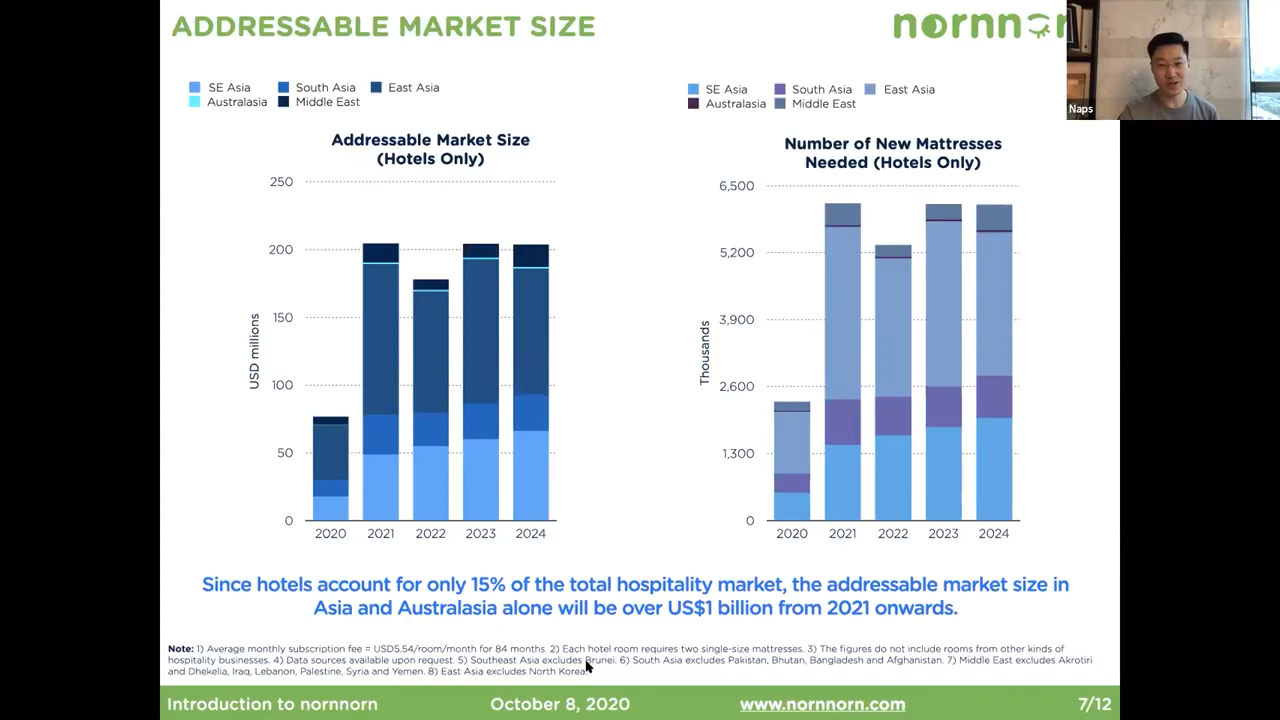 ADDRESSABLE MARKET SIZE
nornn
Naps
SE Asia South Asia East Asia
Australasia Middle East
Addressable Market Size
(Hotels Only)
250
200
150
100
50
0
USD millions
2020 2021 2022 2023 2024
SE Asia South Asia East Asia
Australasia Middle East
Number of New Mattresses
Needed (Hotels Only)
6,500
5,200
3,900
2,600
1,300
0
Thousands
2020 2021 2022 2023 2024
Since hotels account for only 15% of the total hospitality market, the addressable market size in
Asia and Australasia alone will be over US$1 billion from 2021 onwards.
Note: 1) Average monthly subscription fee = USD5.54/room/month for 84 months. 2) Each hotel room requires two single-size mattresses. 3) The figures do not include rooms from other kinds of
hospitality businesses. 4) Data sources available upon request. 5) Southeast Asia excludes Brunei. 6) South Asia excludes Pakistan, Bhutan, Bangladesh and Afghanistan. 7) Middle East excludes Akrotiri
and Dhekelia, Iraq, Lebanon, Palestine, Syria and Yemen. 8) East Asia excludes North Korea.
Introduction to nornnorn October 8, 2020 www.nornnorn.com 7/12